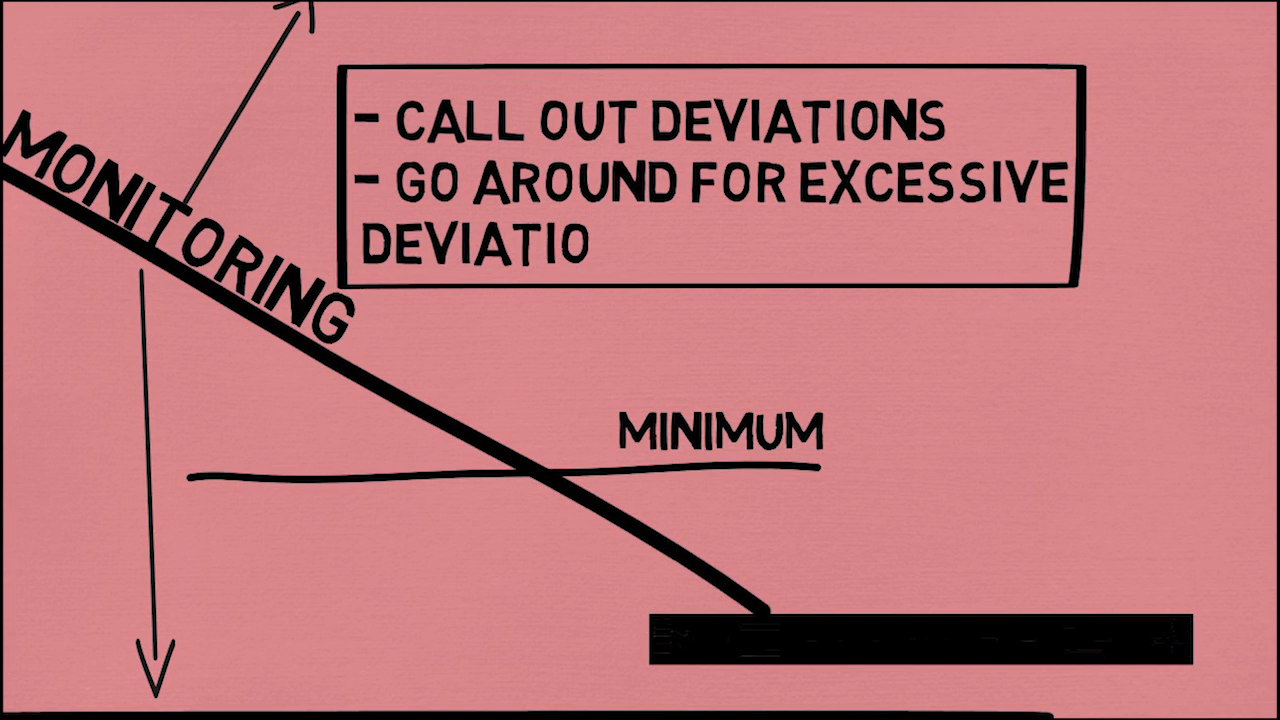 - CALL OUT DEVIATIONS
- GO AROUND FOR EXCESSIVE
DEVIATIO
MONITORING
MINIMUM